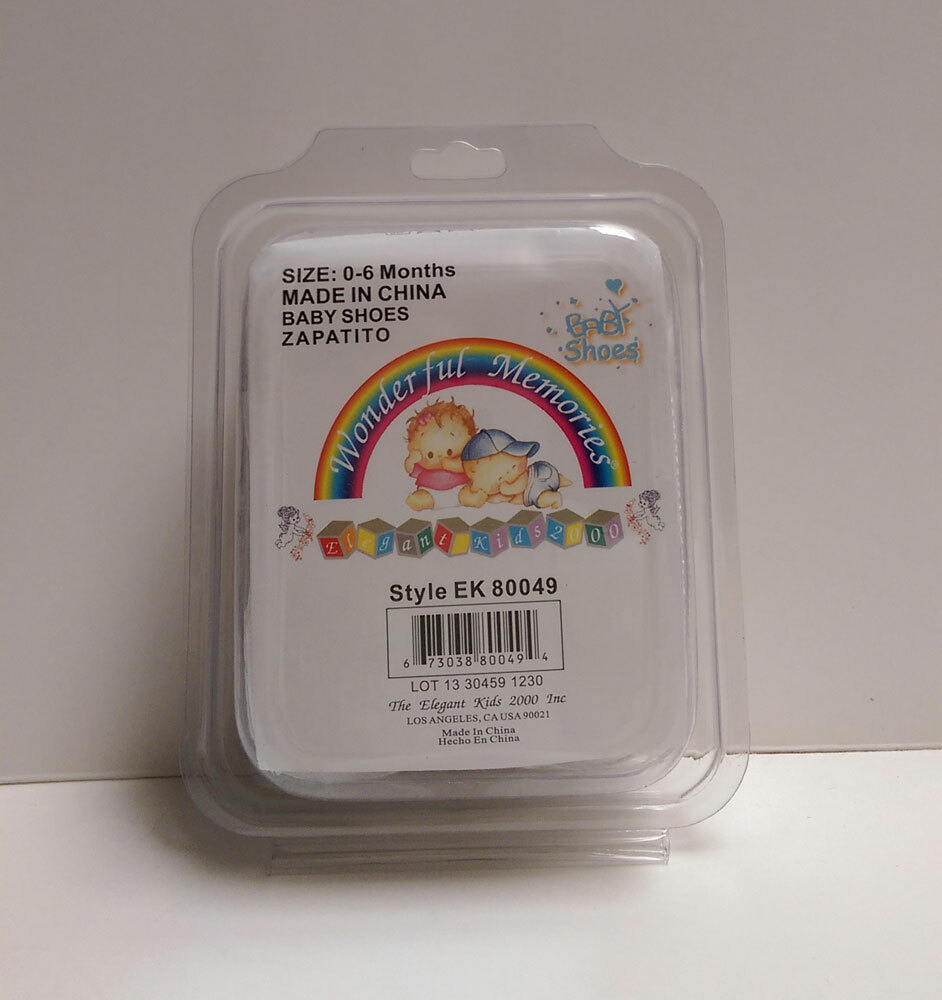 SIZE: 0-6 Months
MADE IN CHINA
BABY SHOES
ZAPATITO
BABY
Shoes
Wonderful Memories®
Elegant Kids 2000
Style EK 80049
6 73038 80049 4
LOT 13 30459 1230
The Elegant Kids 2000 Inc
LOS ANGELES, CA USA 90021
Made In China
Hecho En China